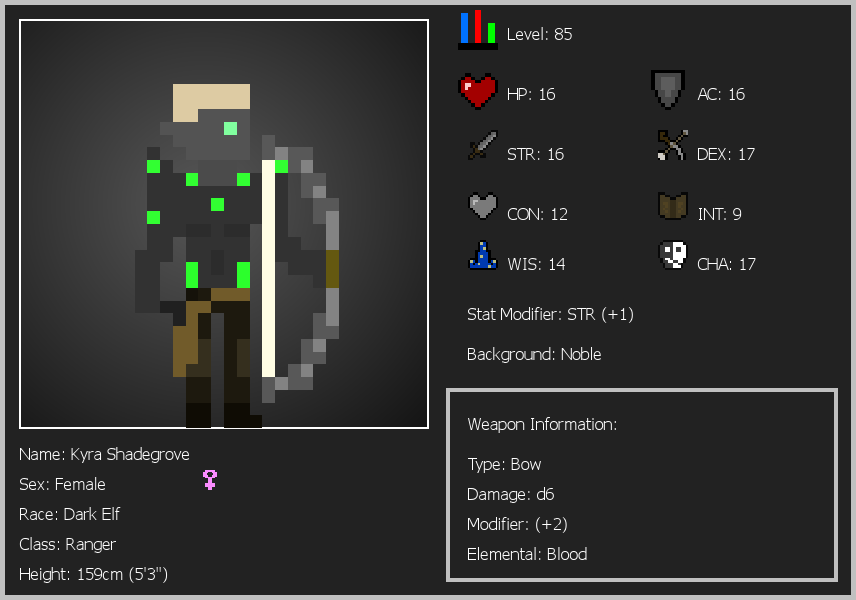 Level: 85
HP: 16
AC: 16
STR: 16
DEX: 17
CON: 12
INT: 9
WIS: 14
CHA: 17
Stat Modifier: STR (+1)
Background: Noble
Weapon Information:
Type: Bow
Damage: d6
Modifier: (+2)
Elemental: Blood
Name: Kyra Shadegrove
Sex: Female
Race: Dark Elf
Class: Ranger
Height: 159cm (5'3")